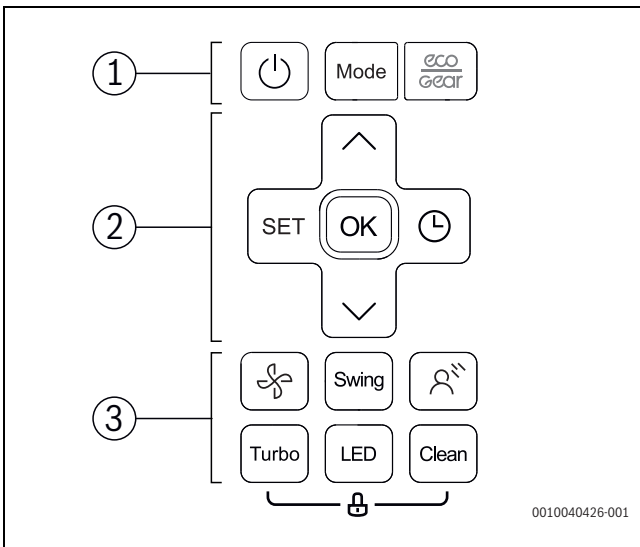 1
Mode
eco
Gear
2
SET
OK
3
Swing
Turbo
LED
Clean
0010040426-001